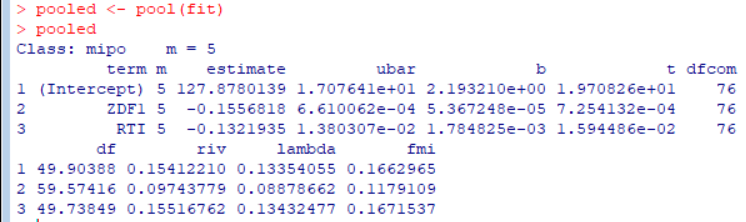 > pooled <- pool(fit)
> pooled
Class: mipo    m = 5
         term m    estimate         ubar            b            t dfcom
1 (Intercept) 5 127.8780139 1.707641e+01 2.193210e+00 1.970826e+01    76
2        ZDF1 5  -0.1556818 6.610062e-04 5.367248e-05 7.254132e-04    76
3         RTI 5  -0.1321935 1.380307e-02 1.784825e-03 1.594486e-02    76
        df        riv     lambda       fmi
1 49.90388 0.15412210 0.13354055 0.1662965
2 59.57416 0.09743779 0.08878662 0.1179109
3 49.73849 0.15516762 0.13432477 0.1671537